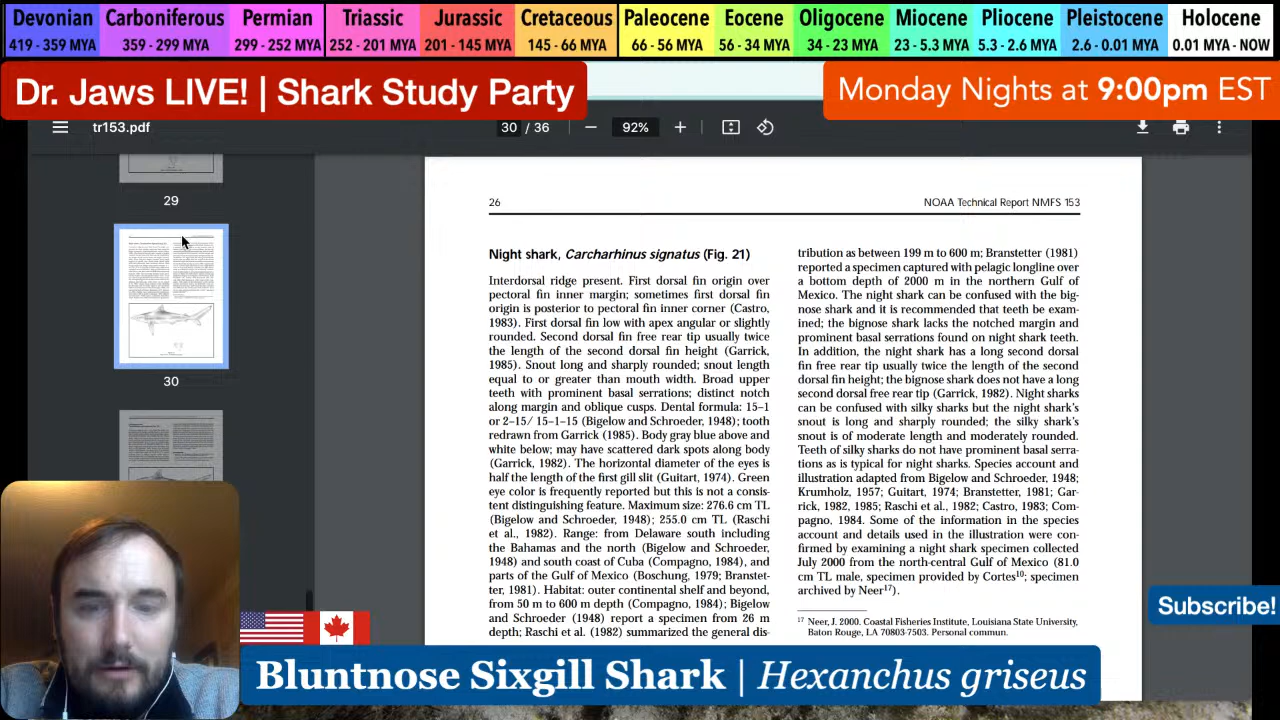 Devonian Carboniferous Permian Triassic Jurassic Cretaceous Paleocene Eocene Oligocene Miocene Pliocene Pleistocene Holocene
419 - 359 MYA 359 - 299 MYA 299 - 252 MYA 252 - 201 MYA 201 - 145 MYA 145 - 66 MYA 66 - 56 MYA 56 - 34 MYA 34 - 23 MYA 23 - 5.3 MYA 5.3 - 2.6 MYA 2.6 - 0.01 MYA 0.01 MYA - NOW
Dr. Jaws LIVE! | Shark Study Party
Monday Nights at 9:00pm EST
tr153.pdf
30 / 36
92%
29
30
26
NOAA Technical Report NMFS 153
Night shark, Carcharhinus signatus (Fig. 21)
Interdorsal ridge present. First dorsal fin origin over
pectoral fin inner margin; sometimes first dorsal fin
origin is posterior to pectoral fin inner corner (Castro,
1983). First dorsal fin low with apex angular or slightly
rounded. Second dorsal fin free rear tip usually twice
the length of the second dorsal fin height (Garrick,
1985). Snout long and sharply rounded; snout length
equal to or greater than mouth width. Broad upper
teeth with prominent basal serrations; distinct notch
along margin and oblique cusps. Dental formula: 15–1
or 2–15/ 15–1–15 (Bigelow and Schroeder, 1948); tooth
redrawn from Garrick (1985). Body gray blue above and
white below; may have scattered dark spots along body
(Garrick, 1982). The horizontal diameter of the eyes is
half the length of the first gill slit (Guitart, 1974). Green
eye color is frequently reported but this is not a consis-
tent distinguishing feature. Maximum size: 276.6 cm TL
(Bigelow and Schroeder, 1948); 255.0 cm TL (Raschi
et al., 1982). Range: from Delaware south including
the Bahamas and the north (Bigelow and Schroeder,
1948) and south coast of Cuba (Compagno, 1984), and
parts of the Gulf of Mexico (Boschung, 1979; Branstet-
ter, 1981). Habitat: outer continental shelf and beyond,
from 50 m to 600 m depth (Compagno, 1984); Bigelow
and Schroeder (1948) report a specimen from 26 m
depth; Raschi et al. (1982) summarized the general dis-
tribution as between 199 m to 600 m; Branstetter (1981)
reported a specimen captured with pelagic longline over
a bottom depth of 2000 m in the northern Gulf of
Mexico. The night shark can be confused with the big-
nose shark and it is recommended that teeth be exam-
ined; the bignose shark lacks the notched margin and
prominent basal serrations found on night shark teeth.
In addition, the night shark has a long second dorsal
fin free rear tip usually twice the length of the second
dorsal fin height; the bignose shark does not have a long
second dorsal free rear tip (Garrick, 1982). Night sharks
can be confused with silky sharks but the night shark's
snout is long and sharply rounded; the silky shark's
snout is of moderate length and moderately rounded.
Teeth of silky sharks do not have prominent basal serra-
tions as is typical for night sharks. Species account and
illustration adapted from Bigelow and Schroeder, 1948;
Krumholz, 1957; Guitart, 1974; Branstetter, 1981; Gar-
rick, 1982, 1985; Raschi et al., 1982; Castro, 1983; Com-
pagno, 1984. Some of the information in the species
account and details used in the illustration were con-
firmed by examining a night shark specimen collected
July 2000 from the north-central Gulf of Mexico (81.0
cm TL male, specimen provided by Cortes10; specimen
archived by Neer17).
17 Neer, J. 2000. Coastal Fisheries Institute, Louisiana State University,
Baton Rouge, LA 70803-7503. Personal commun.
Subscribe!
Bluntnose Sixgill Shark | Hexanchus griseus